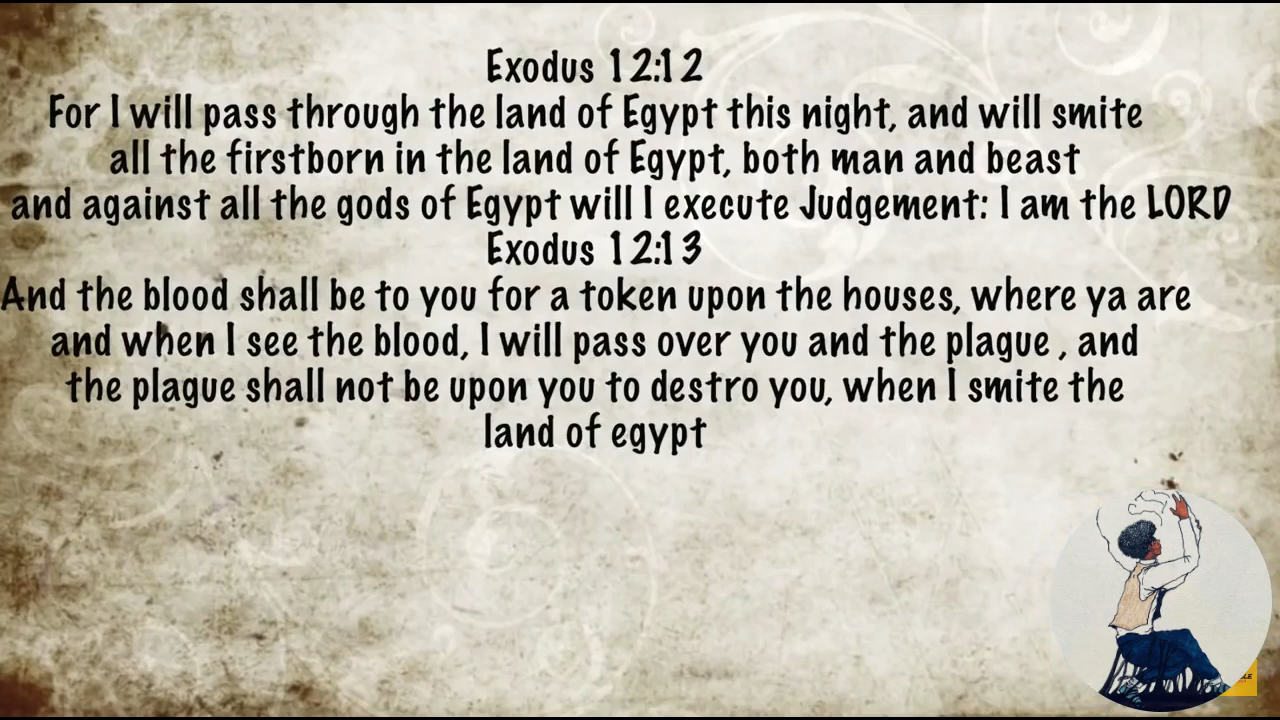 Exodus 12:12
For I will pass through the land of Egypt this night, and will smite
all the firstborn in the land of Egypt, both man and beast
and against all the gods of Egypt will I execute Judgement: I am the LORD
Exodus 12:13
And the blood shall be to you for a token upon the houses, where ya are
and when I see the blood, I will pass over you and the plague , and
the plague shall not be upon you to destro you, when I smite the
land of egypt